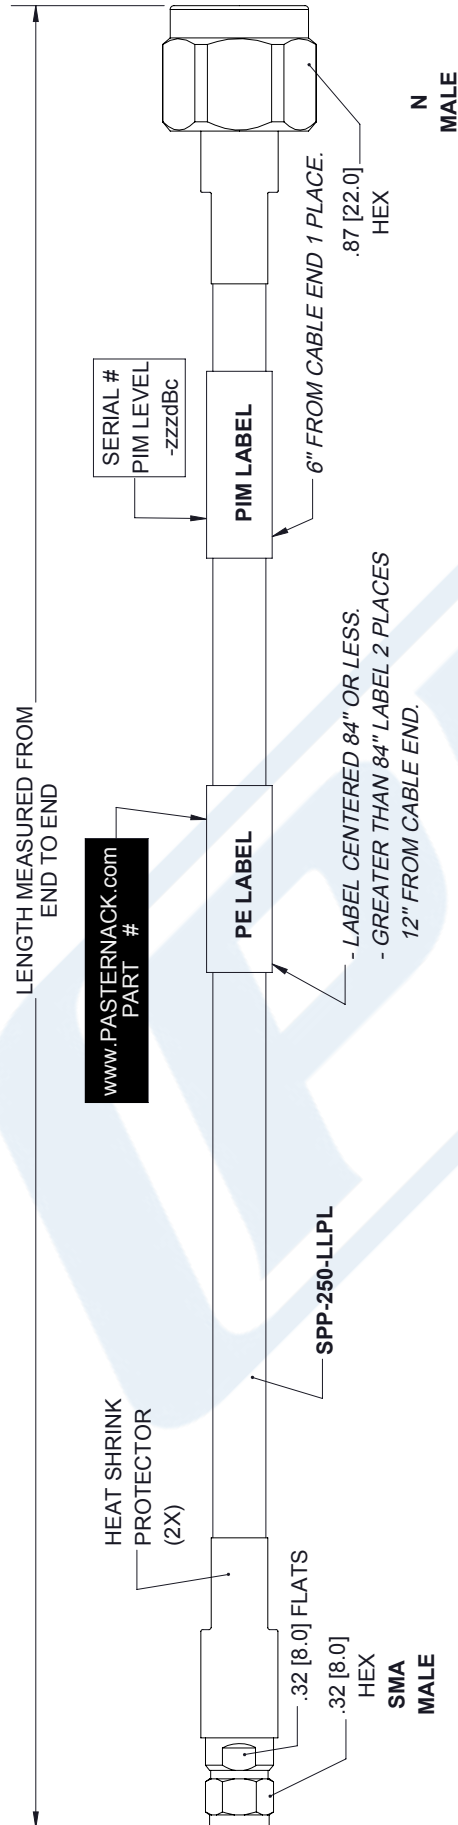 LENGTH MEASURED FROM
END TO END
HEAT SHRINK
PROTECTOR
(2X)
www.PASTERNACK.com
PART #
SERIAL #
PIM LEVEL
-zzzdBc
PE LABEL
PIM LABEL
.32 [8.0] FLATS
.32 [8.0]
HEX
SMA
MALE
SPP-250-LLPL
- LABEL CENTERED 84" OR LESS.
- GREATER THAN 84" LABEL 2 PLACES
12" FROM CABLE END.
6" FROM CABLE END 1 PLACE.
.87 [22.0]
HEX
N
MALE